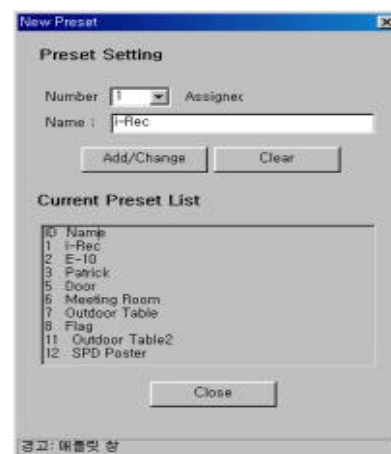 New Preset
Preset Setting
Number 1 Assigned
Name : i-Rec
Add/Change Clear
Current Preset List
ID Name
1 i-Rec
2 E-10
3 Patrick
5 Door
6 Meeting Room
7 Outdoor Table
8 Flag
11 Outdoor Table2
12 SPD Poster
Close
경고: 애플릿 창